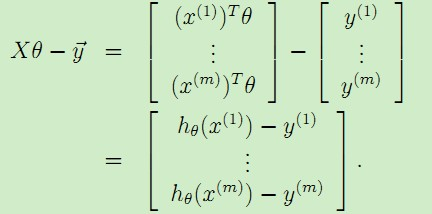 Xθ − y⃗ = [ (x^(1))^T θ ⋮ (x^(m))^T θ ] − [ y^(1) ⋮ y^(m) ]
= [ h_θ(x^(1)) − y^(1) ⋮ h_θ(x^(m)) − y^(m) ] .